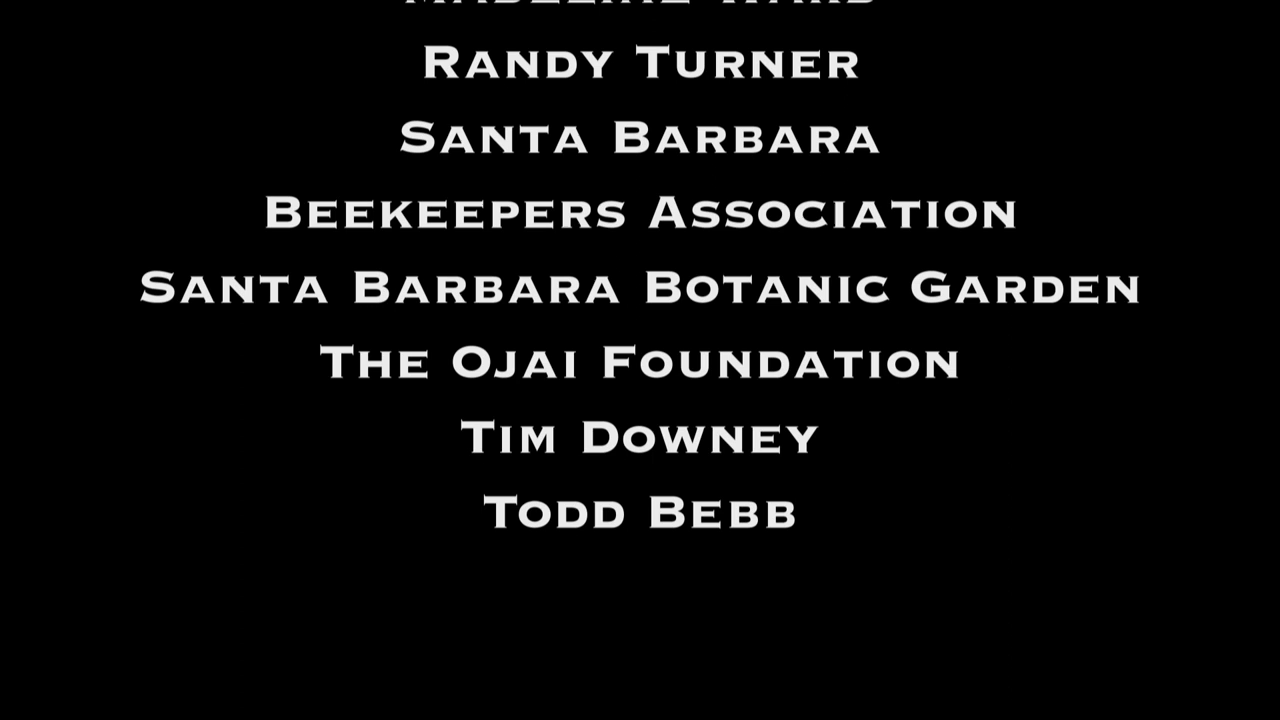 Randy Turner
Santa Barbara
Beekeepers Association
Santa Barbara Botanic Garden
The Ojai Foundation
Tim Downey
Todd Bebb